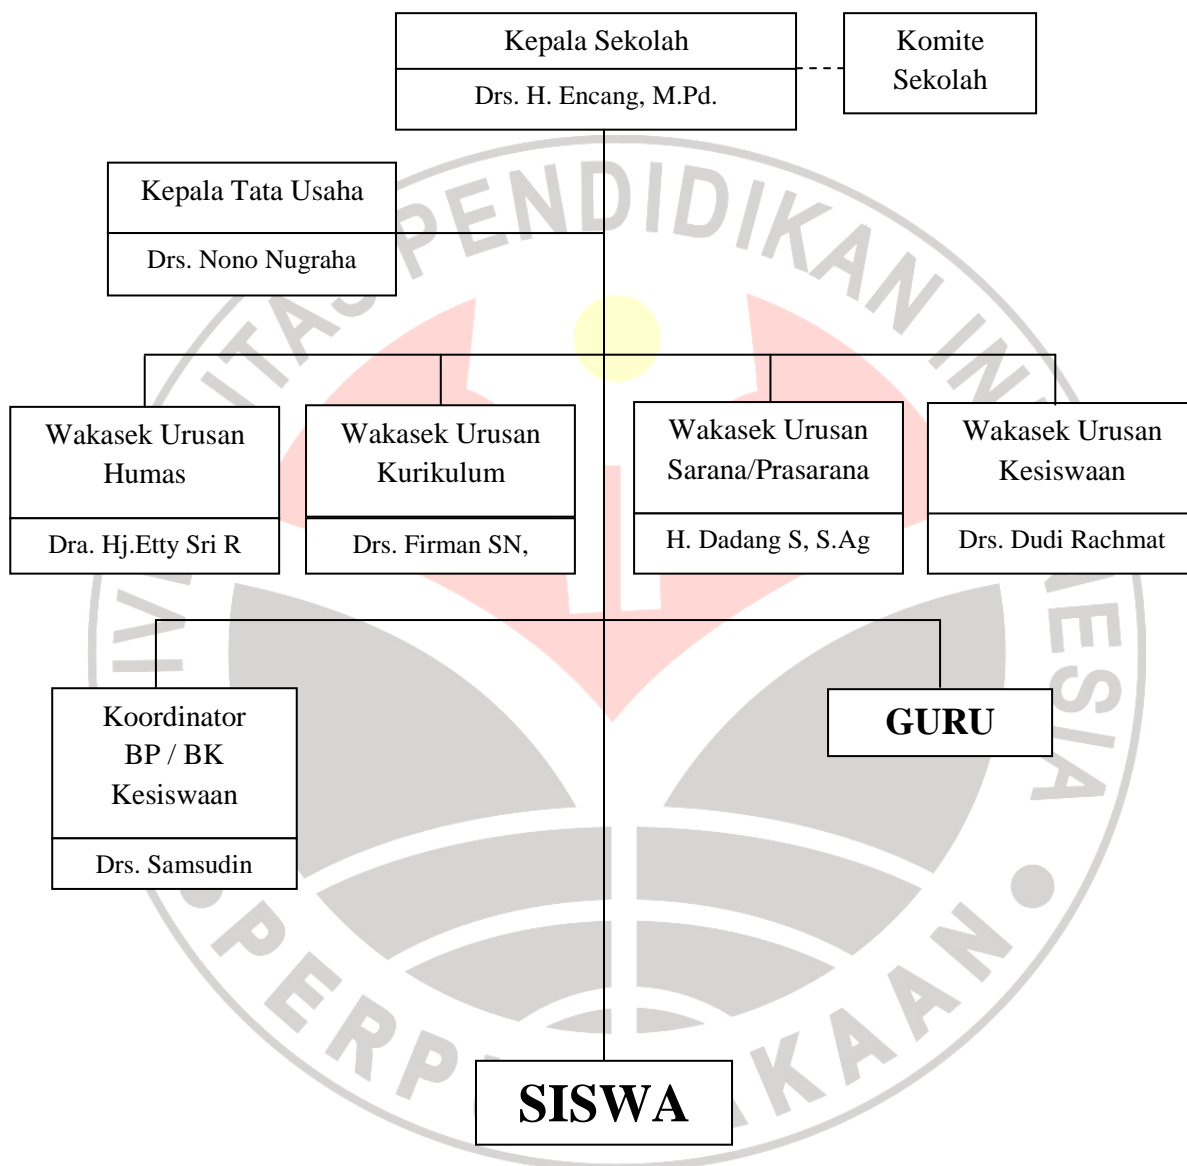 Kepala Sekolah
Drs. H. Encang, M.Pd.
Komite
Sekolah
Kepala Tata Usaha
Drs. Nono Nugraha
Wakasek Urusan
Humas
Dra. Hj.Etty Sri R
Wakasek Urusan
Kurikulum
Drs. Firman SN,
Wakasek Urusan
Sarana/Prasarana
H. Dadang S, S.Ag
Wakasek Urusan
Kesiswaan
Drs. Dudi Rachmat
Koordinator
BP / BK
Kesiswaan
Drs. Samsudin
GURU
SISWA